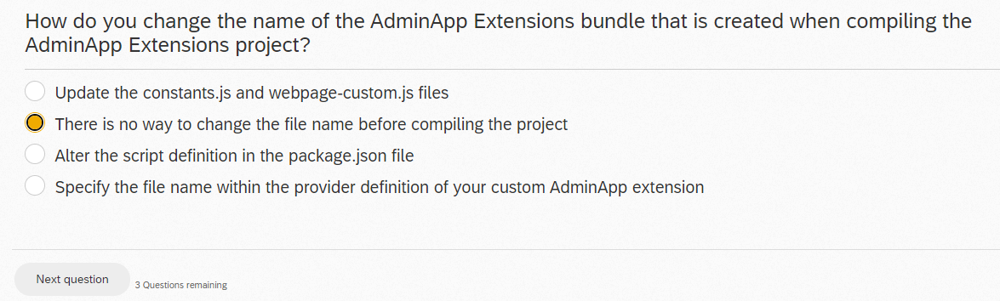 How do you change the name of the AdminApp Extensions bundle that is created when compiling the
AdminApp Extensions project?
Update the constants.js and webpage-custom.js files
There is no way to change the file name before compiling the project
Alter the script definition in the package.json file
Specify the file name within the provider definition of your custom AdminApp extension
Next question
3 Questions remaining